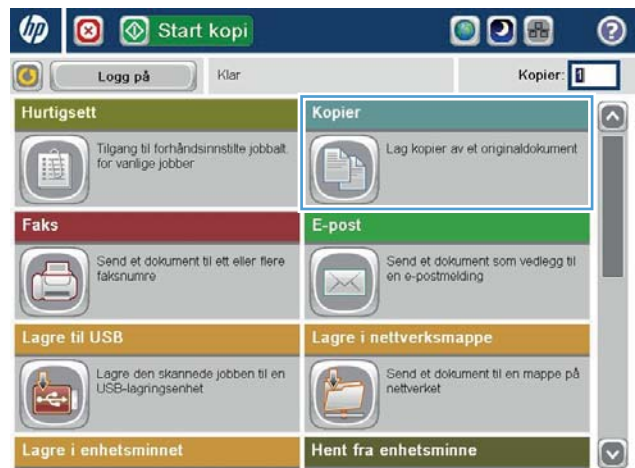 hp
Start kopi
?
Logg på
Klar
Kopier: 1
Hurtigsett
Kopier
Tilgang til forhåndsinnstilte jobbalt.
for vanlige jobber
Lag kopier av et originaldokument
Faks
E-post
Send et dokument til ett eller flere
faksnumre
Send et dokument som vedlegg til
en e-postmelding
Lagre til USB
Lagre i nettverksmappe
Lagre den skannede jobben til en
USB-lagringsenhet
Send et dokument til en mappe på
nettverket
Lagre i enhetsminnet
Hent fra enhetsminne